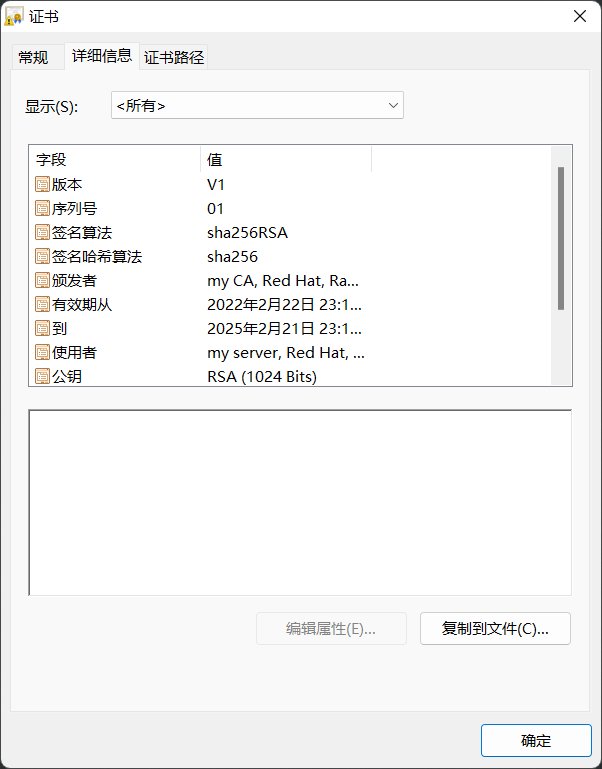 证书
常规 详细信息 证书路径
显示(S): <所有>
字段 值
版本 V1
序列号 01
签名算法 sha256RSA
签名哈希算法 sha256
颁发者 my CA, Red Hat, Ra...
有效期从 2022年2月22日 23:1...
到 2025年2月21日 23:1...
使用者 my server, Red Hat, ...
公钥 RSA (1024 Bits)
编辑属性(E)... 复制到文件(C)...
确定